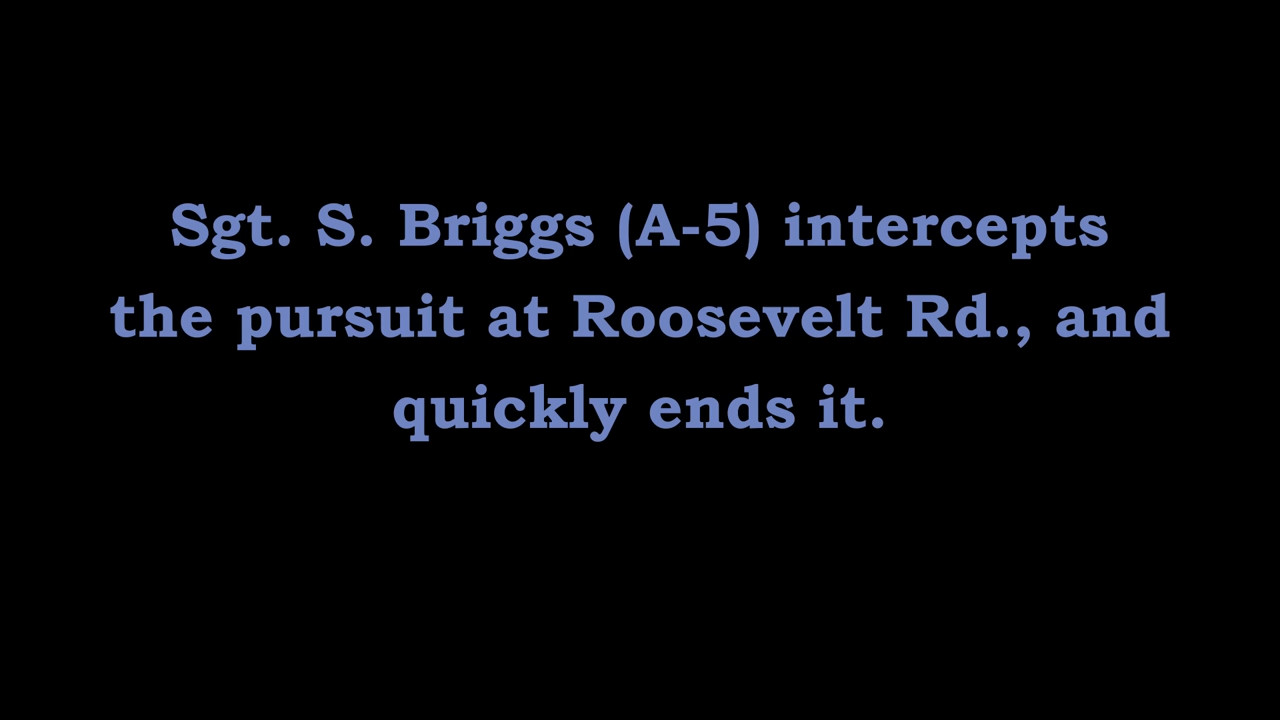 Sgt. S. Briggs (A-5) intercepts
the pursuit at Roosevelt Rd., and
quickly ends it.